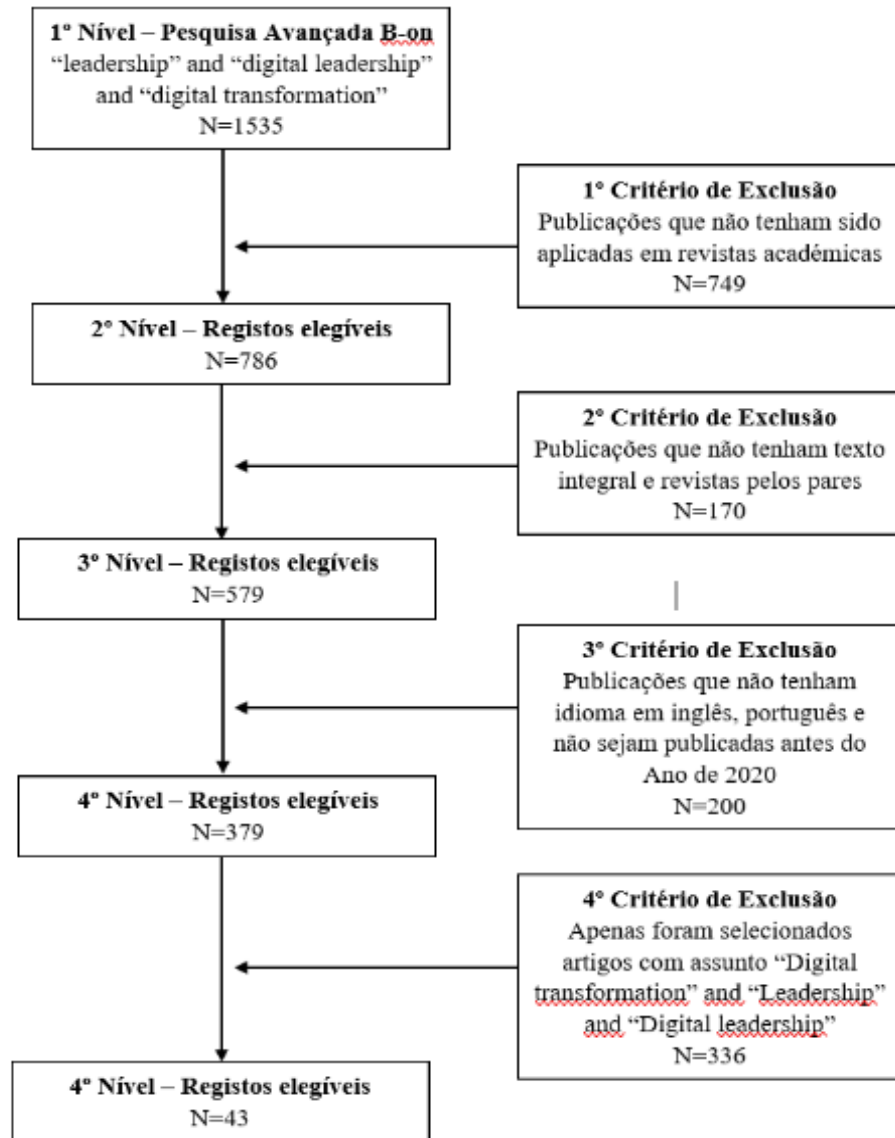 1º Nível – Pesquisa Avançada B-on
“leadership” and “digital leadership”
and “digital transformation”
N=1535
1º Critério de Exclusão
Publicações que não tenham sido
aplicadas em revistas académicas
N=749
2º Nível – Registos elegíveis
N=786
2º Critério de Exclusão
Publicações que não tenham texto
integral e revistas pelos pares
N=170
3º Nível – Registos elegíveis
N=579
3º Critério de Exclusão
Publicações que não tenham
idioma em inglês, português e
não sejam publicadas antes do
Ano de 2020
N=200
4º Nível – Registos elegíveis
N=379
4º Critério de Exclusão
Apenas foram selecionados
artigos com assunto “Digital
transformation” and “Leadership”
and “Digital leadership”
N=336
4º Nível – Registos elegíveis
N=43